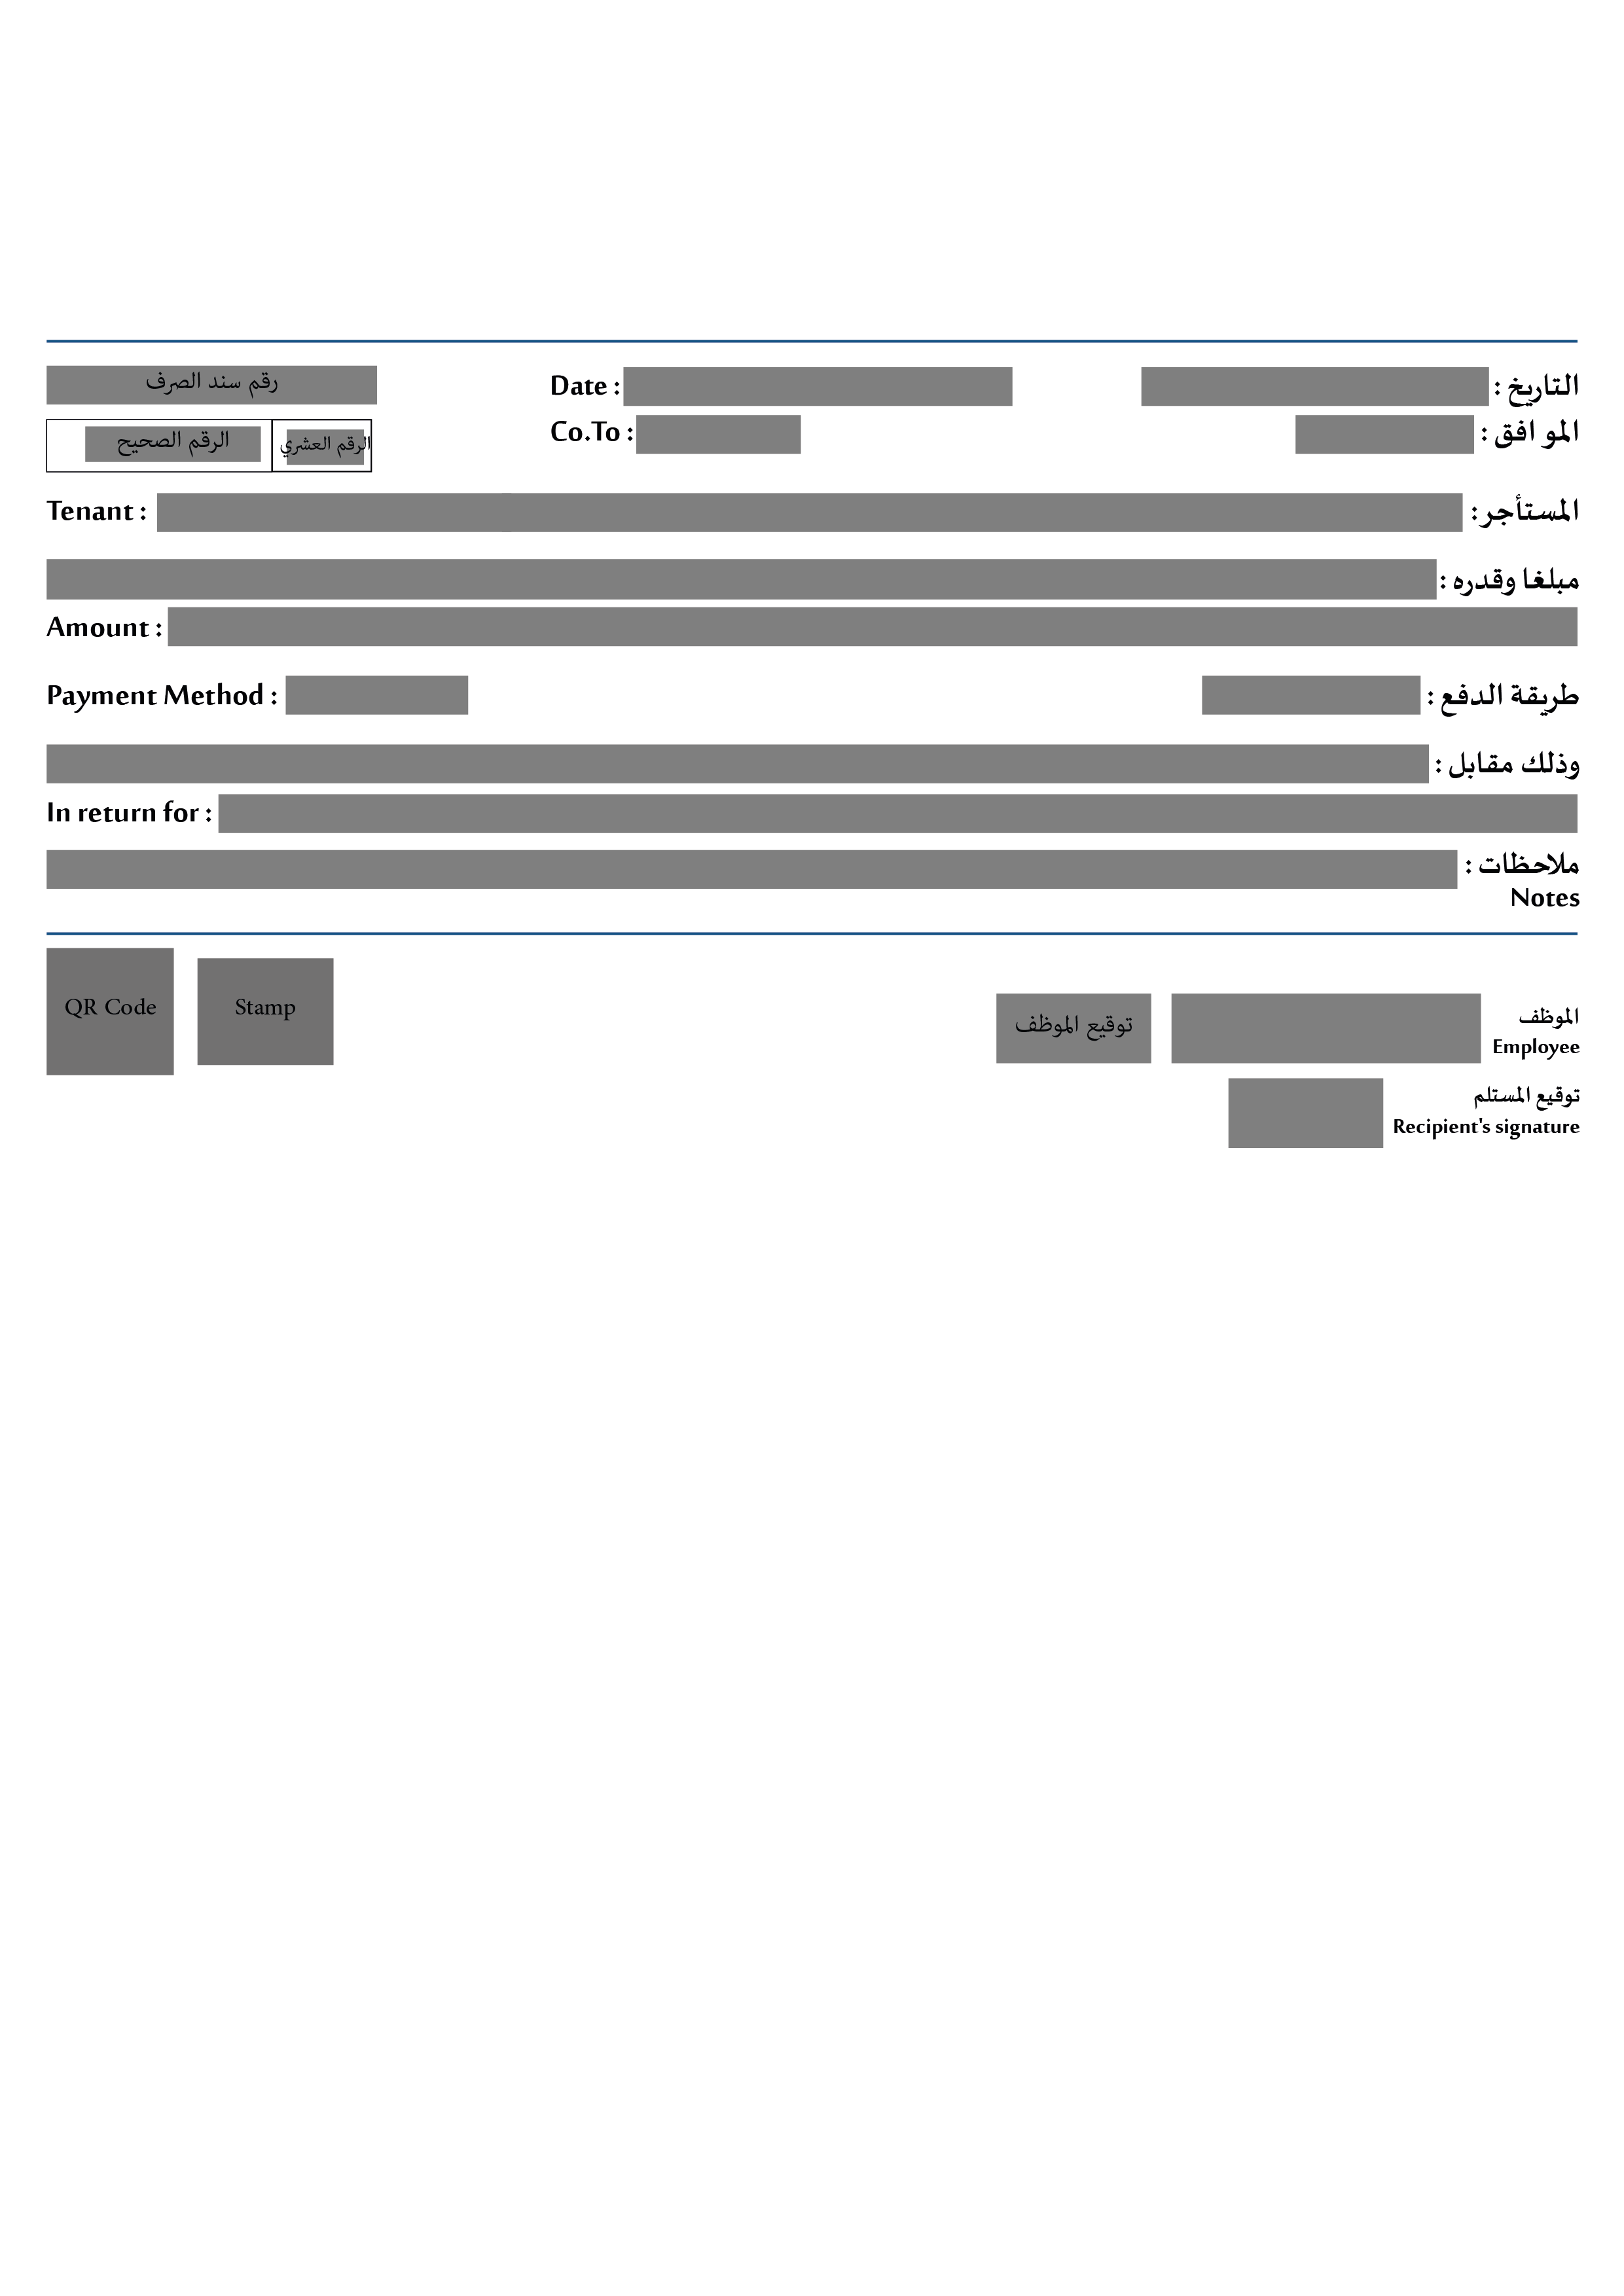 رقم سند الصرف
Date : التاريخ :
Co.To : الموافق :
الرقم الصحيح الرقم العشري
Tenant : المستأجر :
مبلغا وقدره :
Amount :
Payment Method : طريقة الدفع :
وذلك مقابل :
In return for :
ملاحظات :
Notes
QR Code Stamp
توقيع الموظف الموظف
Employee
توقيع المستلم
Recipient's signature